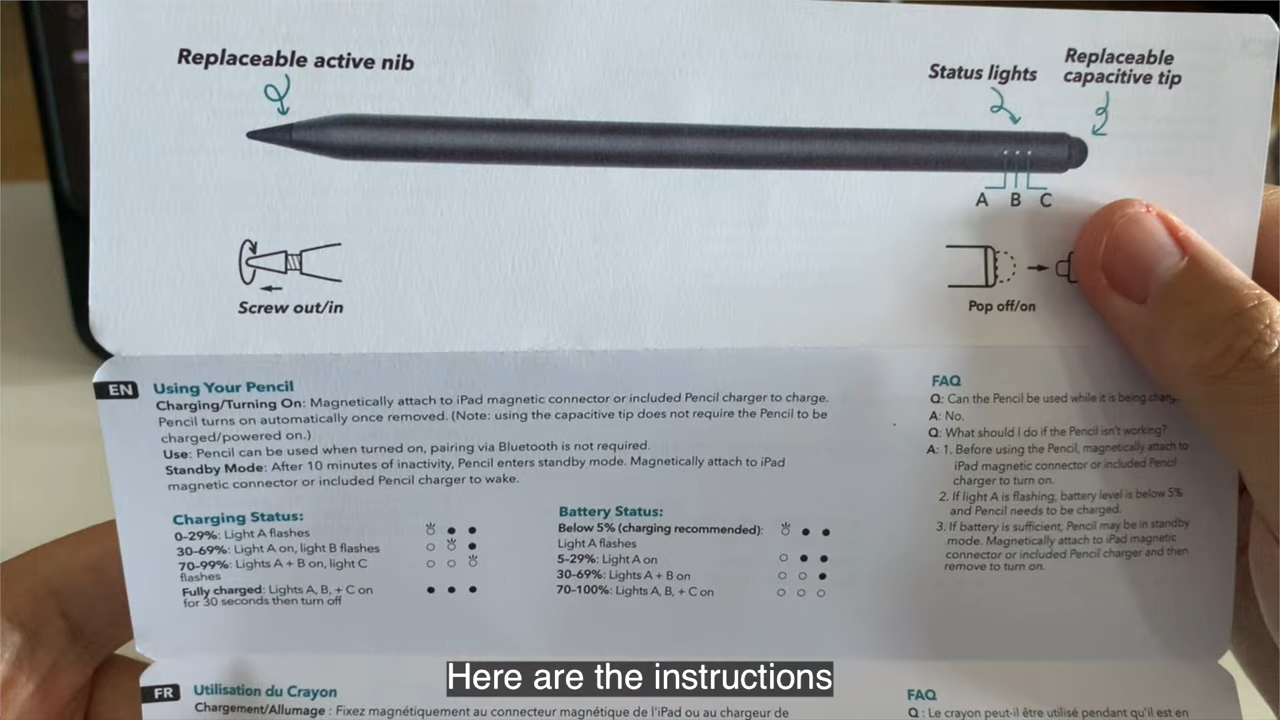 Replaceable active nib
Status lights
Replaceable
capacitive tip
A B C
Screw out/in
Pop off/on
EN
Using Your Pencil
Charging/Turning On: Magnetically attach to iPad magnetic connector or included Pencil charger to charge.
Pencil turns on automatically once removed. (Note: using the capacitive tip does not require the Pencil to be
charged/powered on.)
Use: Pencil can be used when turned on, pairing via Bluetooth is not required.
Standby Mode: After 10 minutes of inactivity, Pencil enters standby mode. Magnetically attach to iPad
magnetic connector or included Pencil charger to wake.
Charging Status:
0-29%: Light A flashes
30-69%: Light A on, light B flashes
70-99%: Lights A + B on, light C
flashes
Fully charged: Lights A, B, + C on
for 30 seconds then turn off
Battery Status:
Below 5% (charging recommended):
Light A flashes
5-29%: Light A on
30-69%: Lights A + B on
70-100%: Lights A, B, + C on
FAQ
Q: Can the Pencil be used while it is being
A: No.
Q: What should I do if the Pencil isn't working?
A: 1. Before using the Pencil, magnetically attach to
iPad magnetic connector or included Pencil
charger to turn on.
2. If light A is flashing, battery level is below 5%
and Pencil needs to be charged.
3. If battery is sufficient, Pencil may be in standby
mode. Magnetically attach to iPad magnetic
connector or included Pencil charger and then
remove to turn on.
Here are the instructions
FR
Utilisation du Crayon
Chargement/Allumage : Fixez magnétiquement au connecteur magnétique de l'iPad ou au chargeur de
FAQ
Q : Le crayon peut-il être utilisé pendant qu'il est en